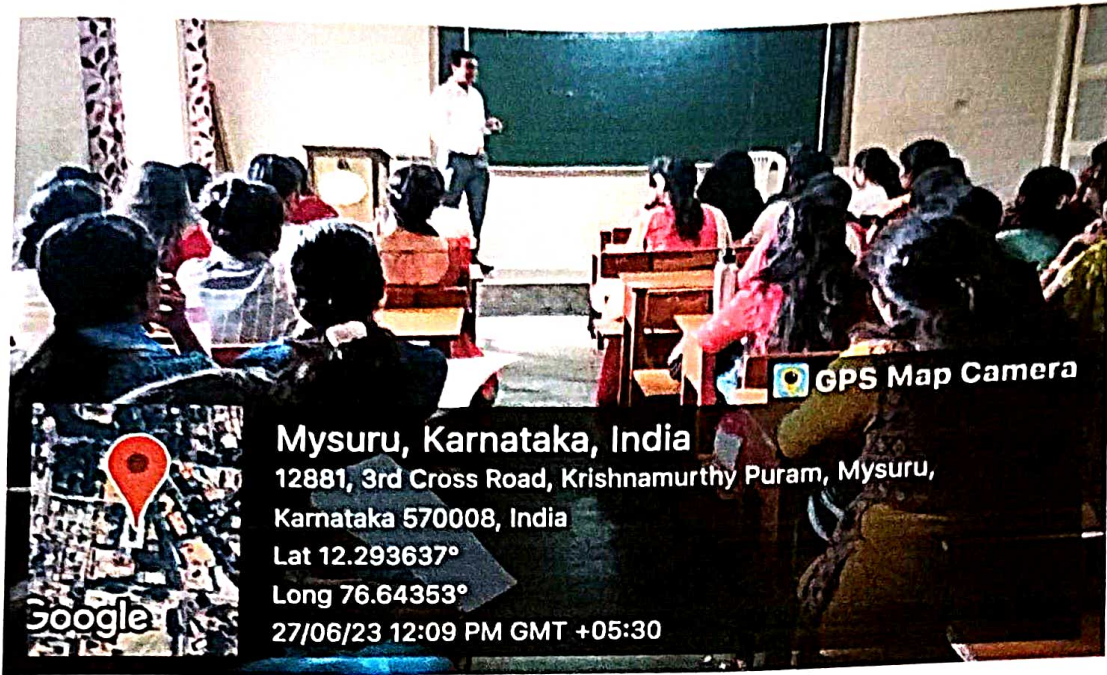 GPS Map Camera
Mysuru, Karnataka, India
12881, 3rd Cross Road, Krishnamurthy Puram, Mysuru,
Karnataka 570008, India
Lat 12.293637°
Long 76.64353°
27/06/23 12:09 PM GMT +05:30
Google